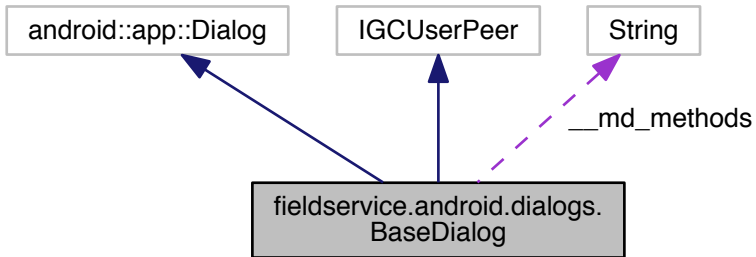 android::app::Dialog
IGCUserPeer
String
__md_methods
fieldservice.android.dialogs.
BaseDialog